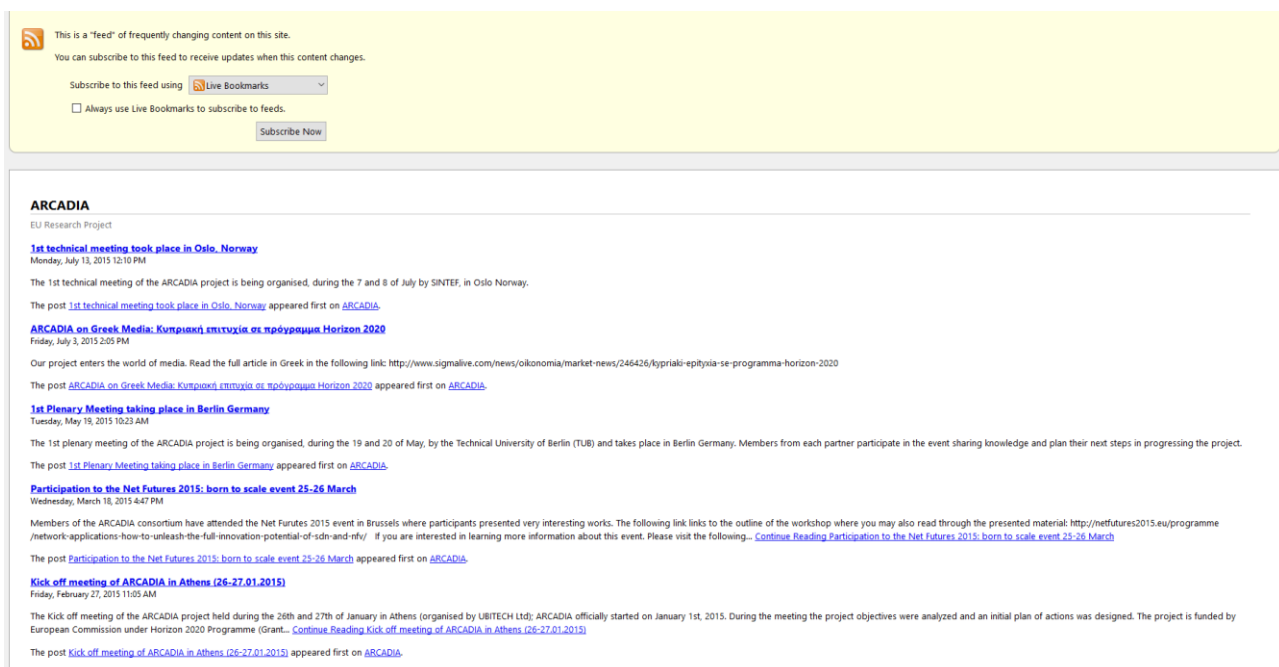 This is a "feed" of frequently changing content on this site.
You can subscribe to this feed to receive updates when this content changes.
Subscribe to this feed using Live Bookmarks
Always use Live Bookmarks to subscribe to feeds.
Subscribe Now
ARCADIA
EU Research Project
1st technical meeting took place in Oslo, Norway
Monday, July 13, 2015 12:10 PM
The 1st technical meeting of the ARCADIA project is being organised, during the 7 and 8 of July by SINTEF, in Oslo Norway.
The post 1st technical meeting took place in Oslo, Norway appeared first on ARCADIA.
ARCADIA on Greek Media: Κυπριακή επιτυχία σε πρόγραμμα Horizon 2020
Friday, July 3, 2015 2:05 PM
Our project enters the world of media. Read the full article in Greek in the following link: http://www.sigmalive.com/news/oikonomia/market-news/246426/kypriaki-epityxia-se-programma-horizon-2020
The post ARCADIA on Greek Media: Κυπριακή επιτυχία σε πρόγραμμα Horizon 2020 appeared first on ARCADIA.
1st Plenary Meeting taking place in Berlin Germany
Tuesday, May 19, 2015 10:23 AM
The 1st plenary meeting of the ARCADIA project is being organised, during the 19 and 20 of May, by the Technical University of Berlin (TUB) and takes place in Berlin Germany. Members from each partner participate in the event sharing knowledge and plan their next steps in progressing the project.
The post 1st Plenary Meeting taking place in Berlin Germany appeared first on ARCADIA.
Participation to the Net Futures 2015: born to scale event 25-26 March
Wednesday, March 18, 2015 4:47 PM
Members of the ARCADIA consortium have attended the Net Furutes 2015 event in Brussels where participants presented very interesting works. The following link links to the outline of the workshop where you may also read through the presented material: http://netfutures2015.eu/programme
/network-applications-how-to-unleash-the-full-innovation-potential-of-sdn-and-nfv/ If you are interested in learning more information about this event. Please visit the following... Continue Reading Participation to the Net Futures 2015: born to scale event 25-26 March
The post Participation to the Net Futures 2015: born to scale event 25-26 March appeared first on ARCADIA.
Kick off meeting of ARCADIA in Athens (26-27.01.2015)
Friday, February 27, 2015 11:05 AM
The Kick off meeting of the ARCADIA project held during the 26th and 27th of January in Athens (organised by UBITECH Ltd); ARCADIA officially started on January 1st, 2015. During the meeting the project objectives were analyzed and an initial plan of actions was designed. The project is funded by
European Commission under Horizon 2020 Programme (Grant... Continue Reading Kick off meeting of ARCADIA in Athens (26-27.01.2015)
The post Kick off meeting of ARCADIA in Athens (26-27.01.2015) appeared first on ARCADIA.